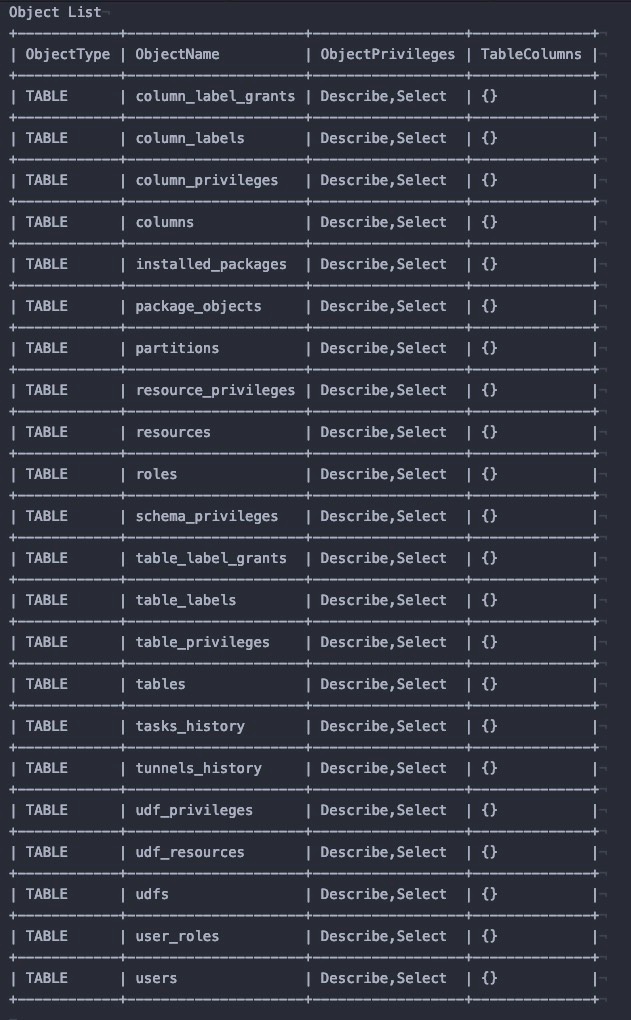 Object List
| ObjectType | ObjectName | ObjectPrivileges | TableColumns |
| TABLE | column_label_grants | Describe,Select | {} |
| TABLE | column_labels | Describe,Select | {} |
| TABLE | column_privileges | Describe,Select | {} |
| TABLE | columns | Describe,Select | {} |
| TABLE | installed_packages | Describe,Select | {} |
| TABLE | package_objects | Describe,Select | {} |
| TABLE | partitions | Describe,Select | {} |
| TABLE | resource_privileges | Describe,Select | {} |
| TABLE | resources | Describe,Select | {} |
| TABLE | roles | Describe,Select | {} |
| TABLE | schema_privileges | Describe,Select | {} |
| TABLE | table_label_grants | Describe,Select | {} |
| TABLE | table_labels | Describe,Select | {} |
| TABLE | table_privileges | Describe,Select | {} |
| TABLE | tables | Describe,Select | {} |
| TABLE | tasks_history | Describe,Select | {} |
| TABLE | tunnels_history | Describe,Select | {} |
| TABLE | udf_privileges | Describe,Select | {} |
| TABLE | udf_resources | Describe,Select | {} |
| TABLE | udfs | Describe,Select | {} |
| TABLE | user_roles | Describe,Select | {} |
| TABLE | users | Describe,Select | {} |